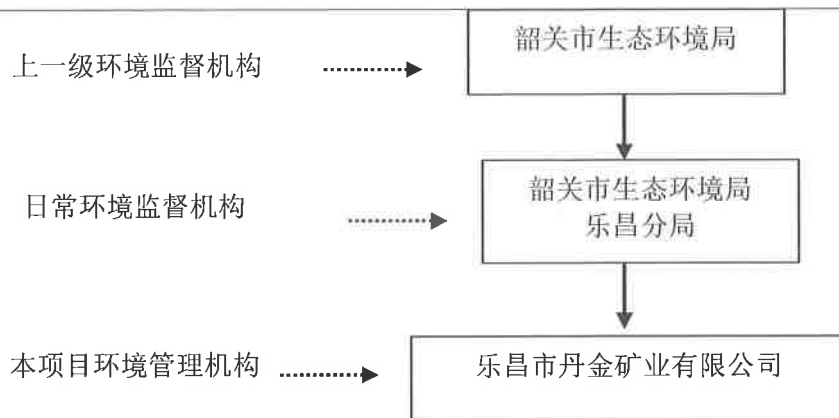 上一级环境监督机构
韶关市生态环境局
日常环境监督机构
韶关市生态环境局
乐昌分局
本项目环境管理机构
乐昌市丹金矿业有限公司